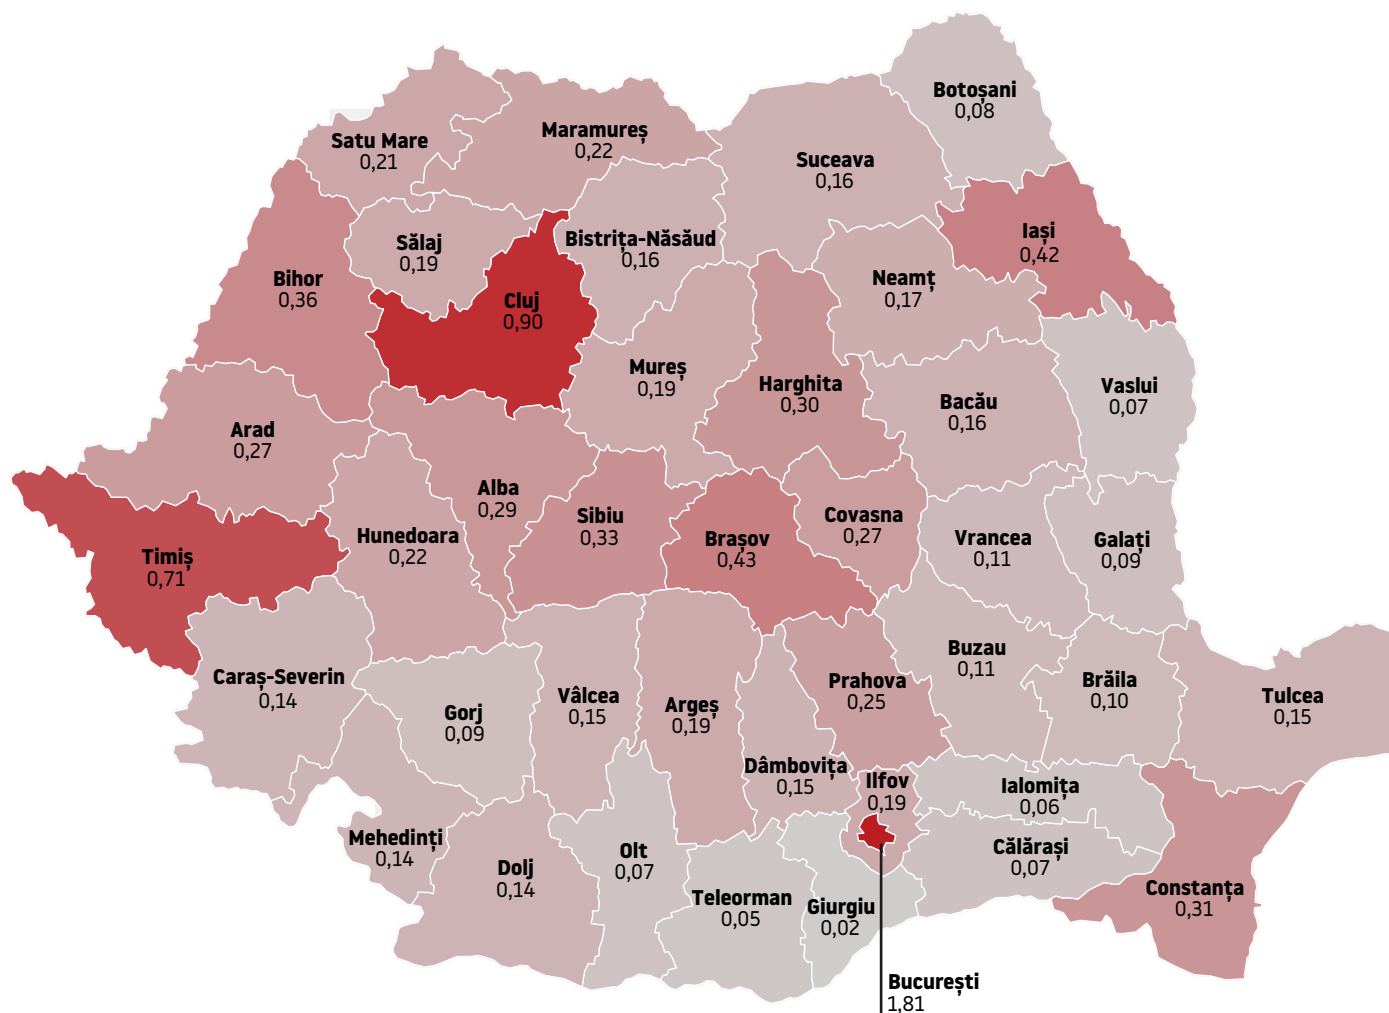 Botoșani
0,08
Maramureș
0,22
Satu Mare
0,21
Suceava
0,16
Iași
0,42
Bistrița-Năsăud
0,16
Sălaj
0,19
Neamț
0,17
Bihor
0,36
Cluj
0,90
Mureș
0,19
Harghita
0,30
Vaslui
0,07
Bacău
0,16
Arad
0,27
Alba
0,29
Sibiu
0,33
Covasna
0,27
Hunedoara
0,22
Brașov
0,43
Vrancea
0,11
Galați
0,09
Timiș
0,71
Buzau
0,11
Caraș-Severin
0,14
Prahova
0,25
Brăila
0,10
Vâlcea
0,15
Tulcea
0,15
Argeș
0,19
Gorj
0,09
Dâmbovița
0,15
Ilfov
0,19
Ialomița
0,06
Mehedinți
0,14
Călărași
0,07
Olt
0,07
Dolj
0,14
Constanța
0,31
Teleorman
0,05
Giurgiu
0,02
București
1,81